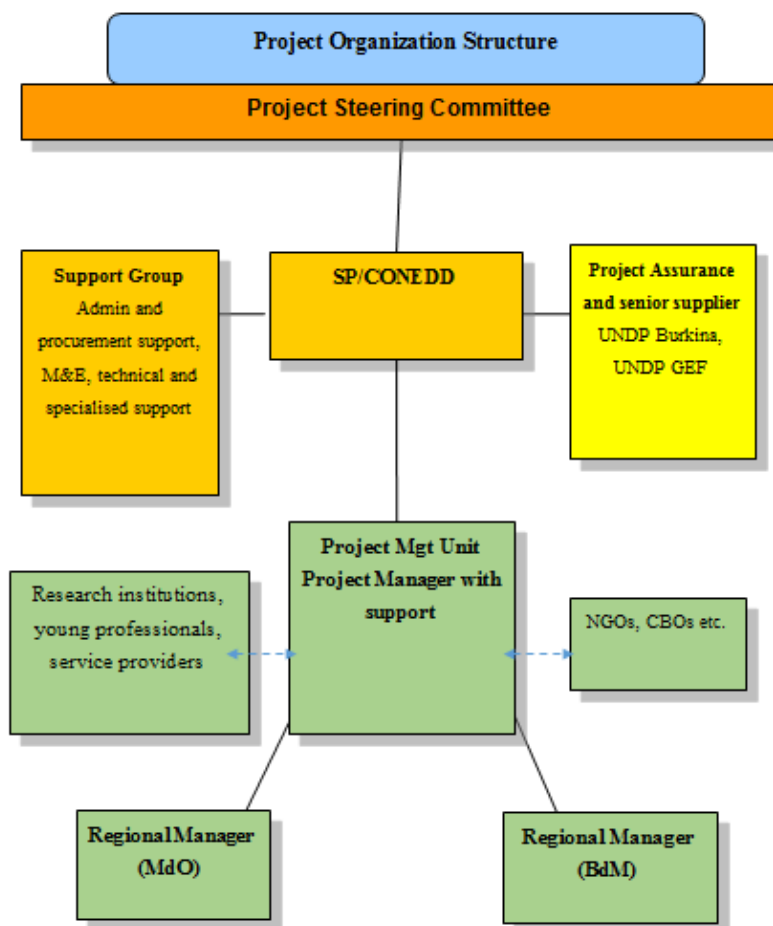 Project Organization Structure
Project Steering Committee
Support Group
Admin and
procurement support,
M&E, technical and
specialised support
SP/CONEDD
Project Assurance
and senior supplier
UNDP Burkina,
UNDP GEF
Research institutions,
young professionals,
service providers
Project Mgt Unit
Project Manager with
support
NGOs, CBOs etc.
Regional Manager
(MdO)
Regional Manager
(BdM)